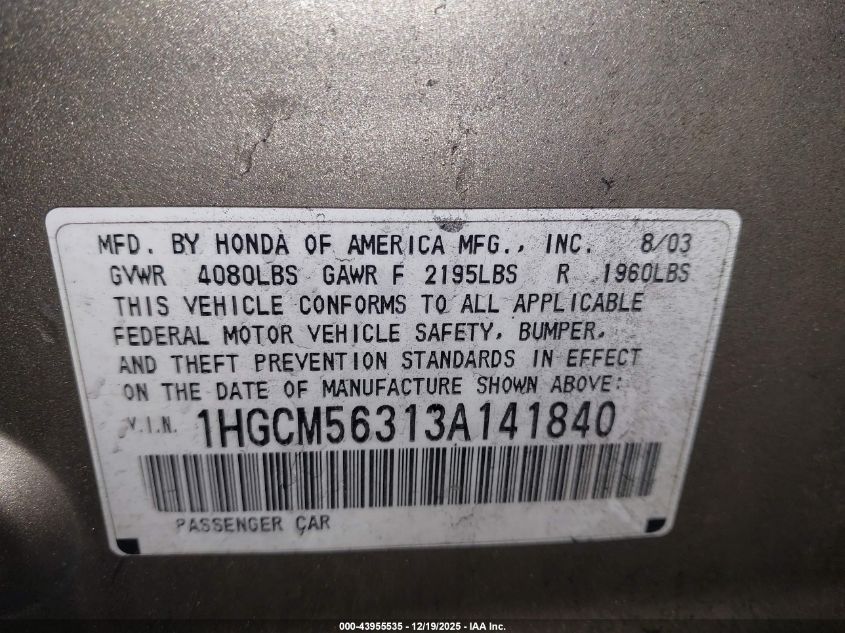 MFD. BY HONDA OF AMERICA MFG., INC. 8/03
GVWR 4080LBS GAWR F 2195LBS R 1960LBS
THIS VEHICLE CONFORMS TO ALL APPLICABLE
FEDERAL MOTOR VEHICLE SAFETY, BUMPER,
AND THEFT PREVENTION STANDARDS IN EFFECT
ON THE DATE OF MANUFACTURE SHOWN ABOVE:
V.I.N. 1HGCM56313A141840
PASSENGER CAR
000-43955535 - 12/19/2025 - IAA Inc.